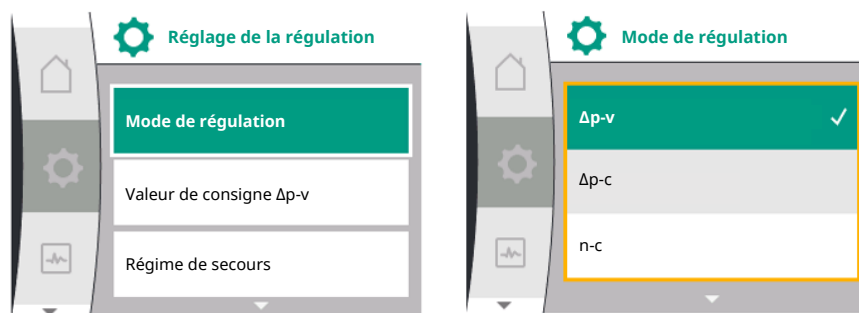 Réglage de la régulation
Mode de régulation
Valeur de consigne Δp-v
Régime de secours
Mode de régulation
Δp-v
Δp-c
n-c